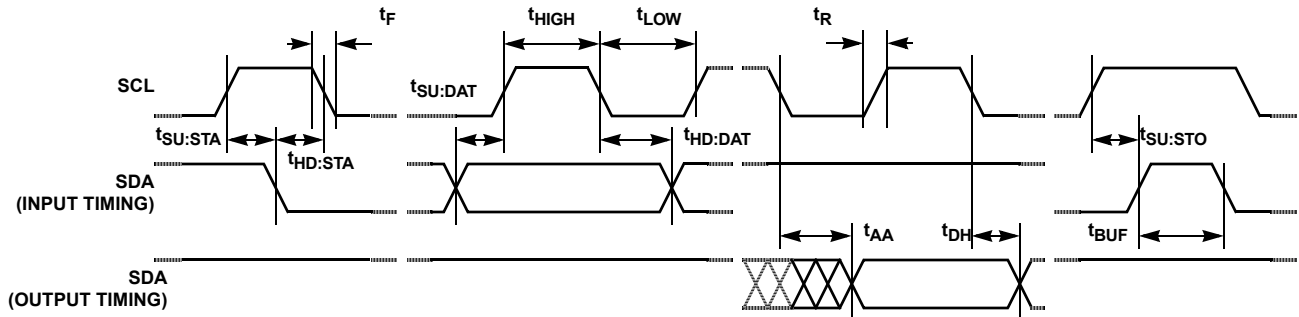 tF
tHIGH
tLOW
tR
SCL
tSU:DAT
tSU:STA
tHD:STA
tHD:DAT
tSU:STO
SDA
(INPUT TIMING)
tAA
tDH
tBUF
SDA
(OUTPUT TIMING)